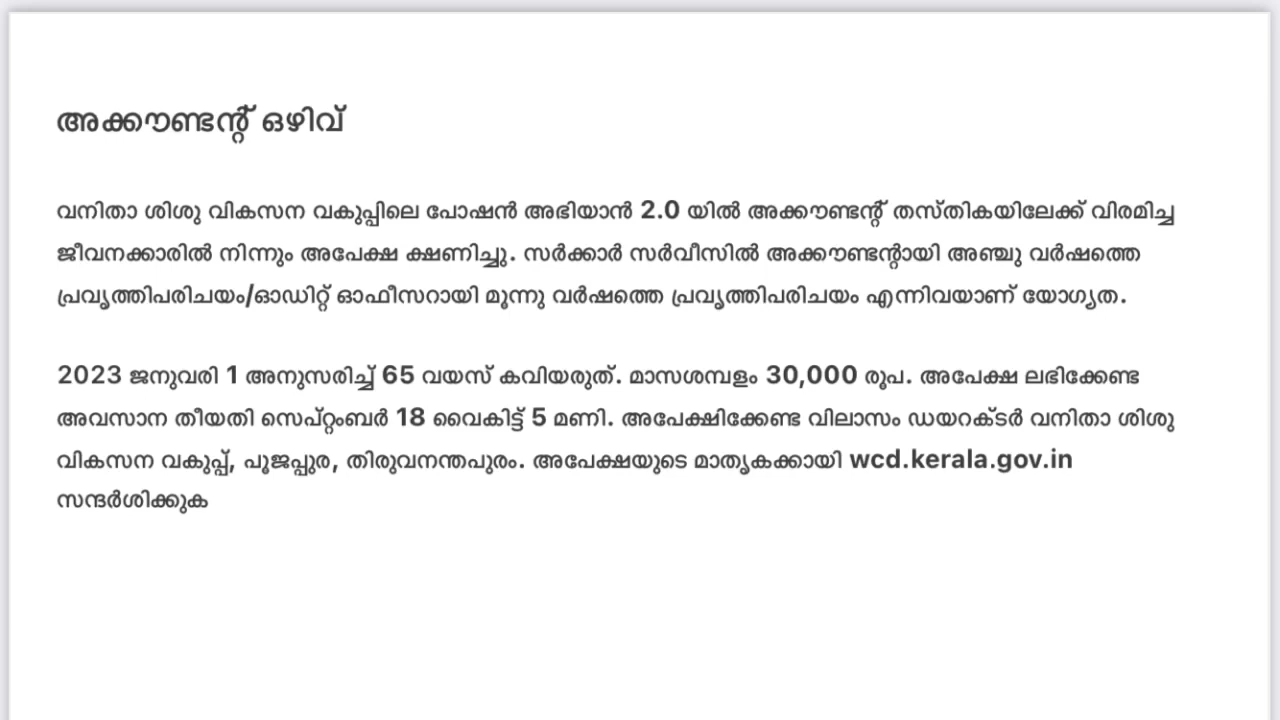 അക്കൗണ്ടന്റ് ഒഴിവ്
വനിതാ ശിശു വികസന വകുപ്പിലെ പോഷൻ അഭിയാൻ 2.0 യിൽ അക്കൗണ്ടന്റ് തസ്തികയിലേക്ക് വിരമിച്ച
ജീവനക്കാരിൽ നിന്നും അപേക്ഷ ക്ഷണിച്ചു. സർക്കാർ സർവീസിൽ അക്കൗണ്ടന്റായി അഞ്ചു വർഷത്തെ
പ്രവൃത്തിപരിചയം/ഓഡിറ്റ് ഓഫീസറായി മൂന്നു വർഷത്തെ പ്രവൃത്തിപരിചയം എന്നിവയാണ് യോഗ്യത.
2023 ജനുവരി 1 അനുസരിച്ച് 65 വയസ് കവിയരുത്. മാസശമ്പളം 30,000 രൂപ. അപേക്ഷ ലഭിക്കേണ്ട
അവസാന തീയതി സെപ്റ്റംബർ 18 വൈകിട്ട് 5 മണി. അപേക്ഷിക്കേണ്ട വിലാസം ഡയറക്ടർ വനിതാ ശിശു
വികസന വകുപ്പ്, പൂജപ്പുര, തിരുവനന്തപുരം. അപേക്ഷയുടെ മാതൃകക്കായി wcd.kerala.gov.in
സന്ദർശിക്കുക